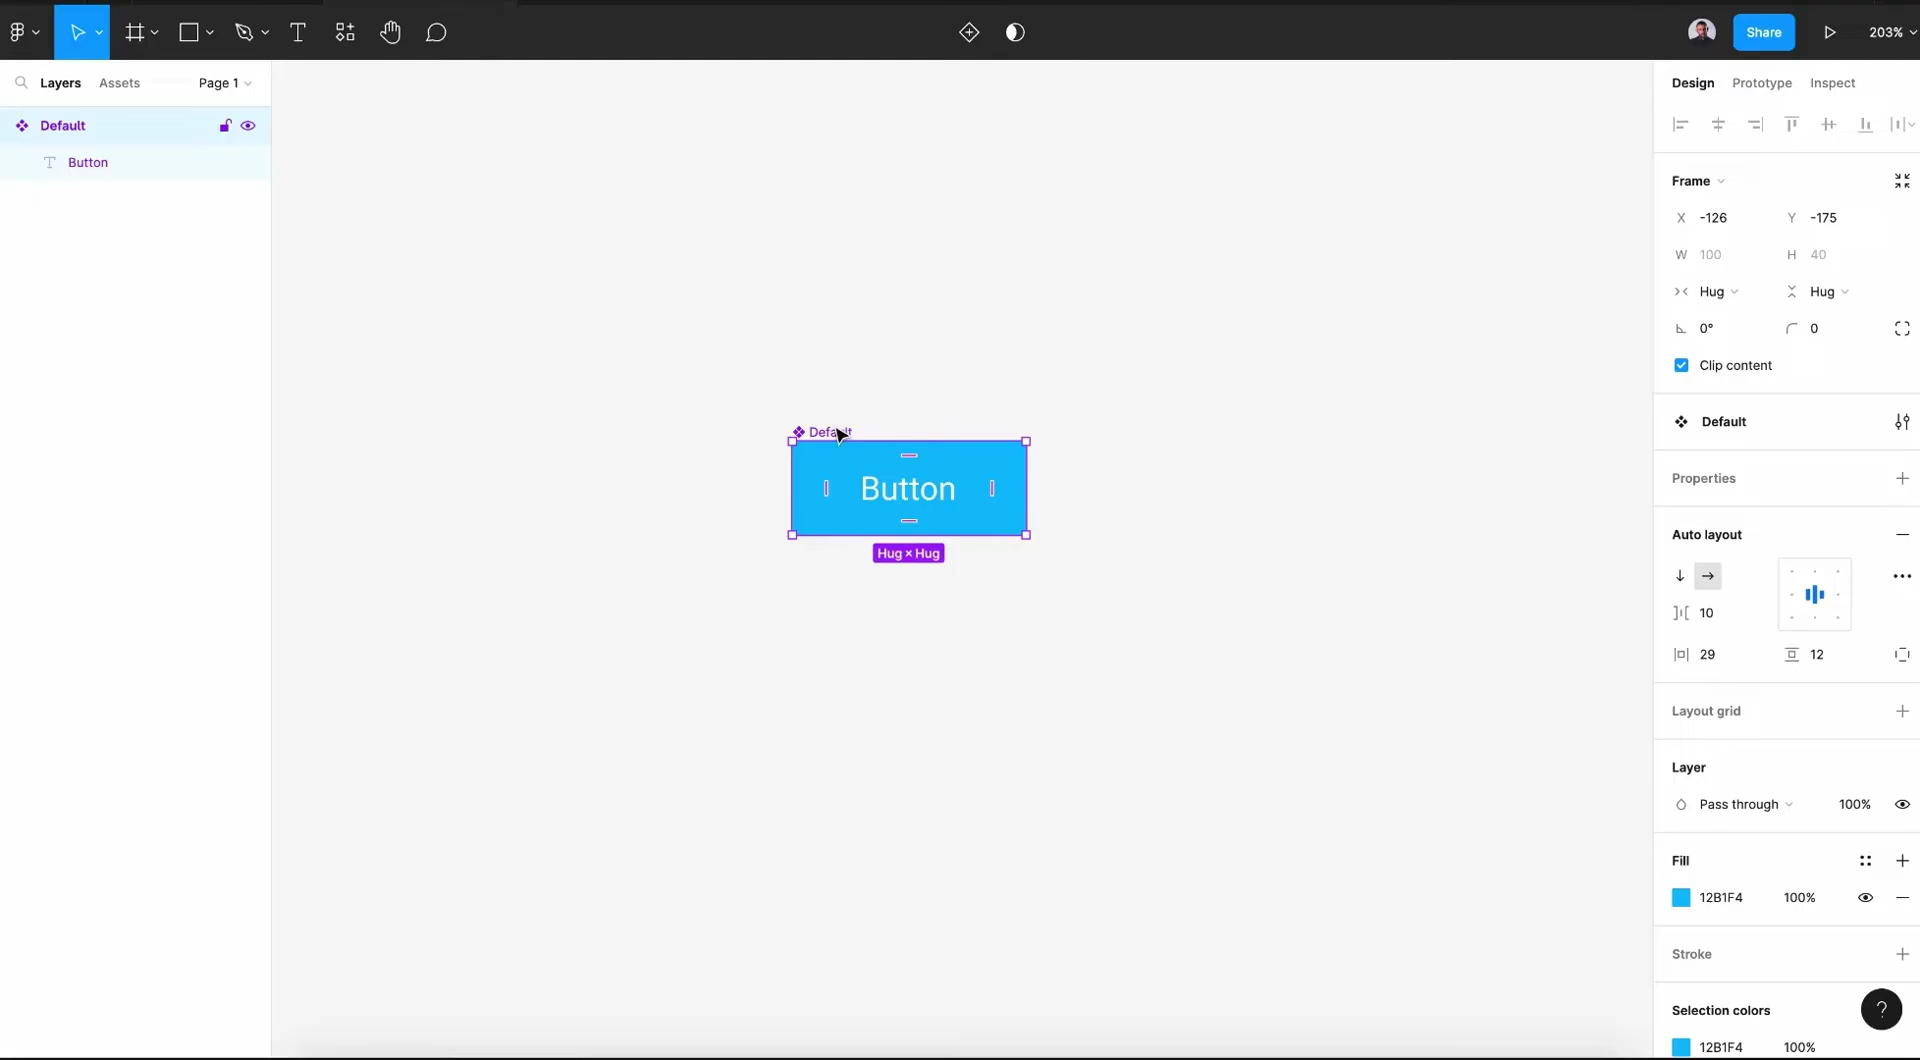 Share
203%
Layers Assets Page 1
Default
Button
Design Prototype Inspect
Frame
X -126 Y -175
W 100 H 40
Hug Hug
0° 0
Clip content
Default
Properties
Auto layout
10
29 12
Layout grid
Layer
Pass through 100%
Fill
12B1F4 100%
Stroke
Selection colors
12B1F4 100%
?
Default
Button
Hug × Hug